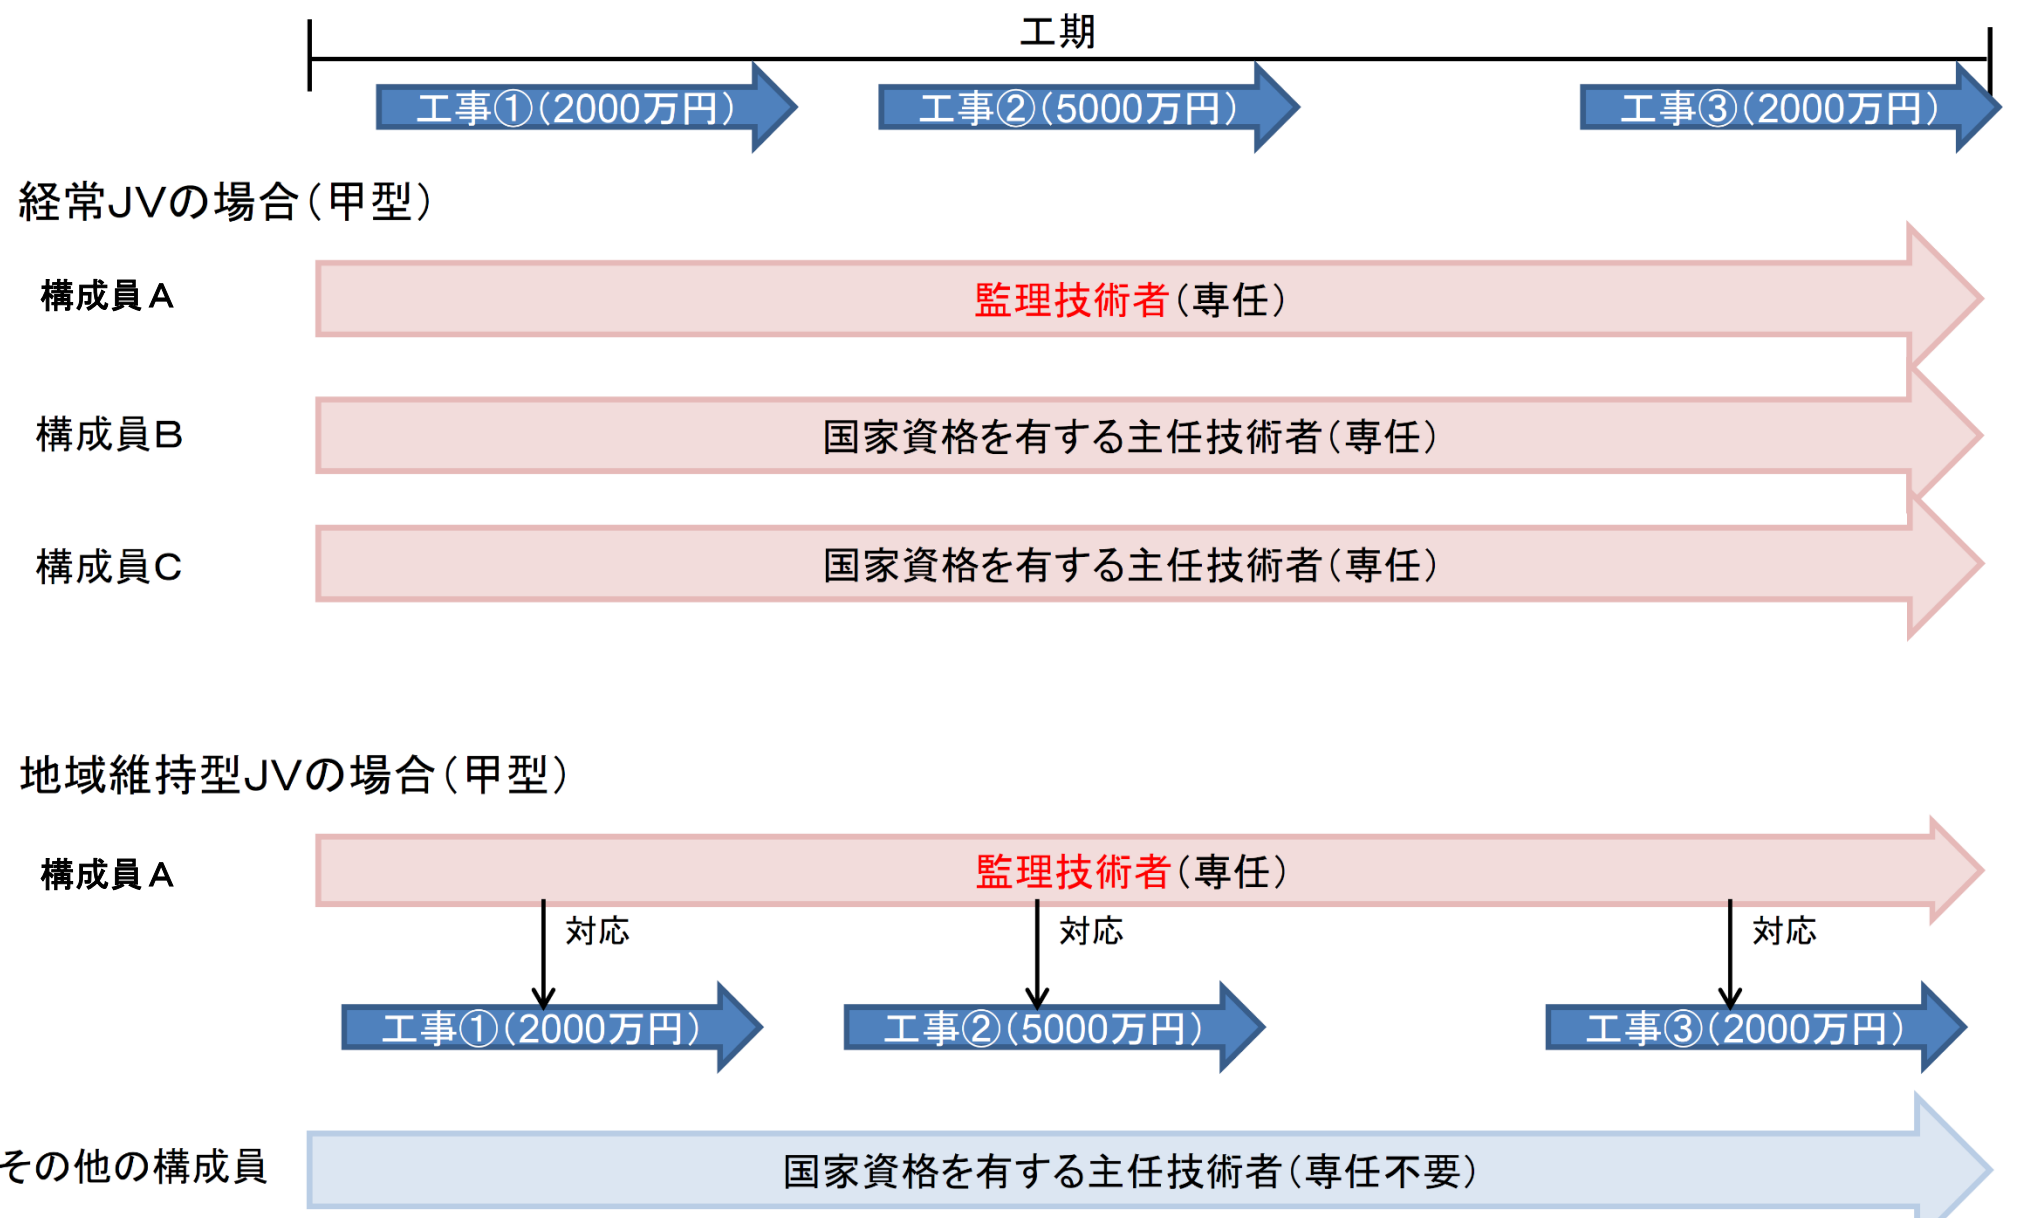 工期
工事①(2000万円)
工事②(5000万円)
工事③(2000万円)
経常JVの場合(甲型)
構成員A
監理技術者(専任)
構成員B
国家資格を有する主任技術者(専任)
構成員C
国家資格を有する主任技術者(専任)
地域維持型JVの場合(甲型)
構成員A
監理技術者(専任)
対応
対応
対応
工事①(2000万円)
工事②(5000万円)
工事③(2000万円)
その他の構成員
国家資格を有する主任技術者(専任不要)